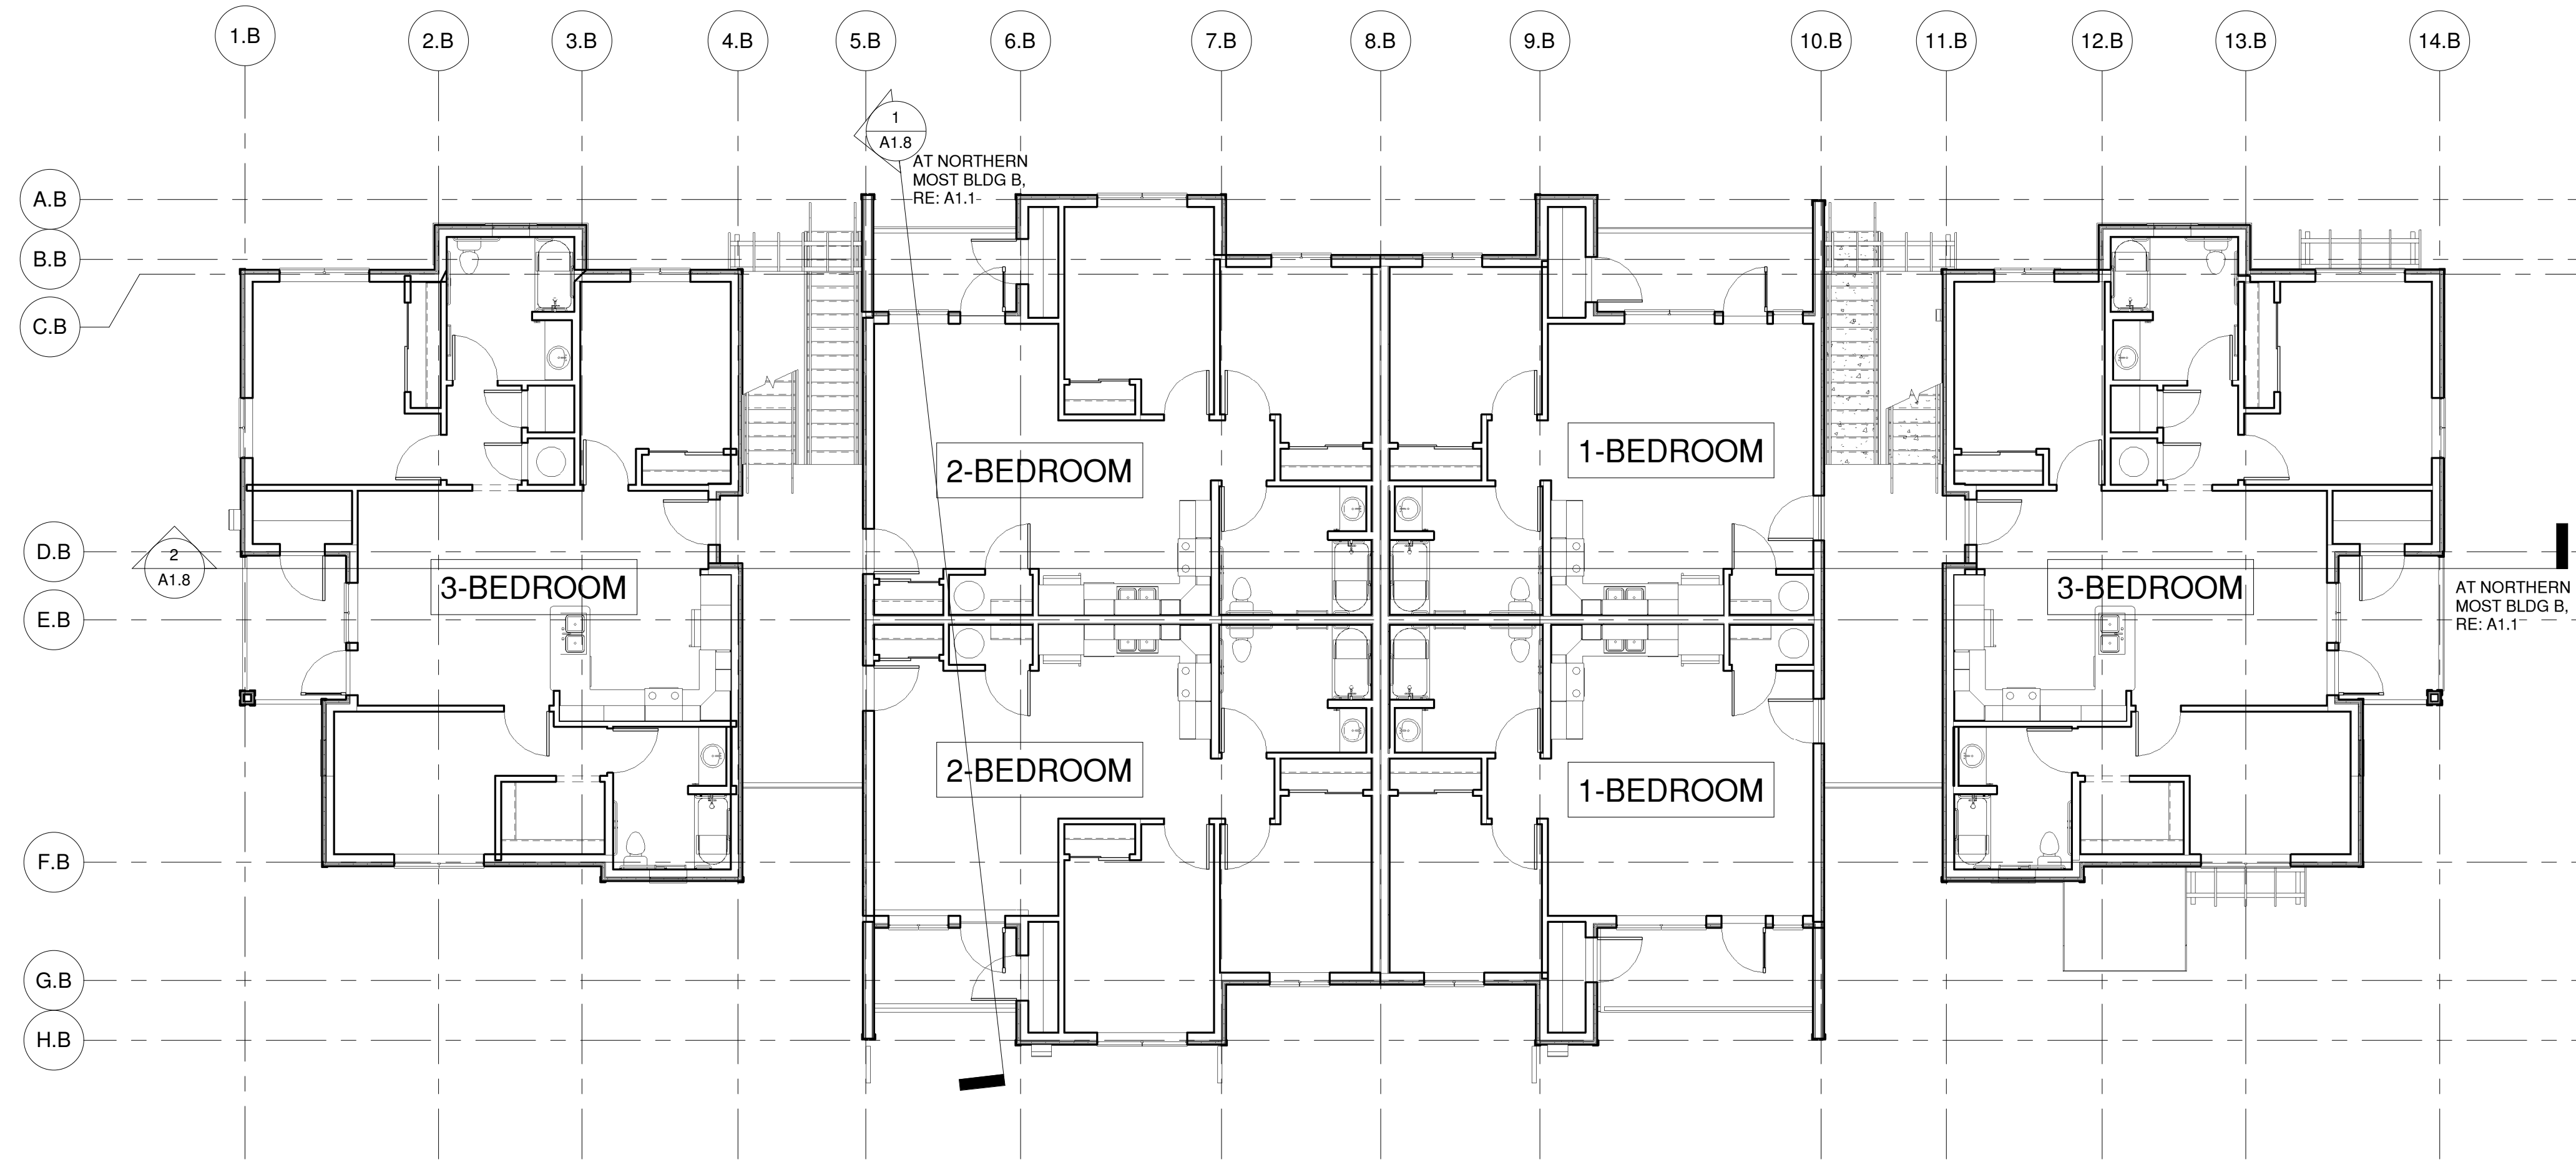 1.B
2.B
3.B
4.B
5.B
6.B
7.B
8.B
9.B
10.B
11.B
12.B
13.B
14.B
1
A1.8
AT NORTHERN
MOST BLDG B,
RE: A1.1
A.B
B.B
C.B
2-BEDROOM
1-BEDROOM
D.B
2
A1.8
3-BEDROOM
3-BEDROOM
AT NORTHERN
MOST BLDG B,
RE: A1.1
E.B
2-BEDROOM
1-BEDROOM
F.B
G.B
H.B